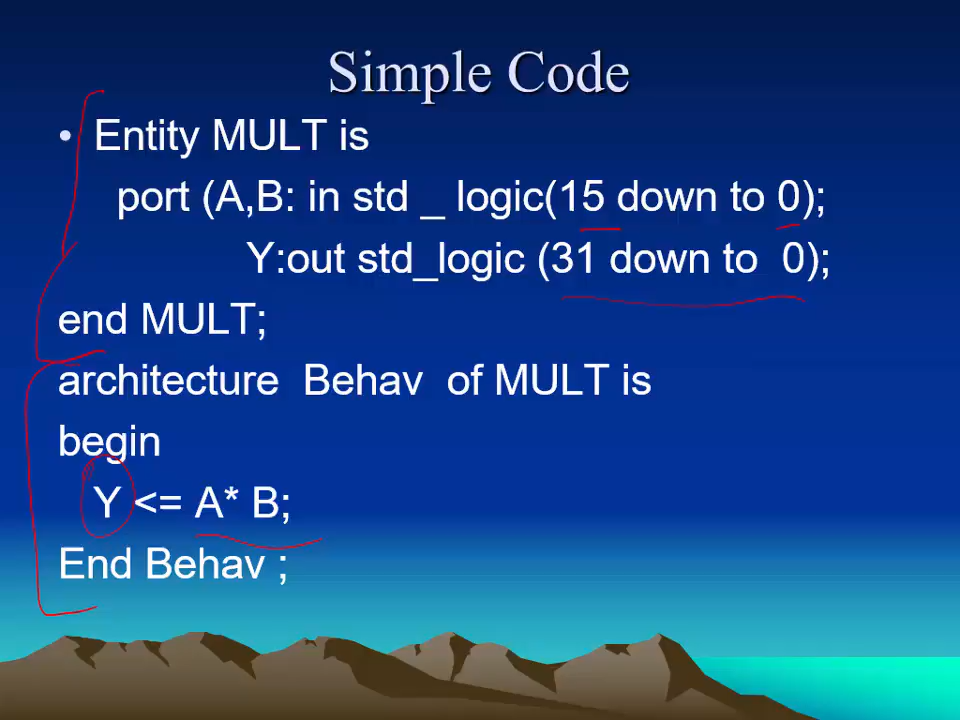 Simple Code
• Entity MULT is
port (A,B: in std _ logic(15 down to 0);
Y:out std_logic (31 down to 0);
end MULT;
architecture Behav of MULT is
begin
Y <= A* B;
End Behav ;